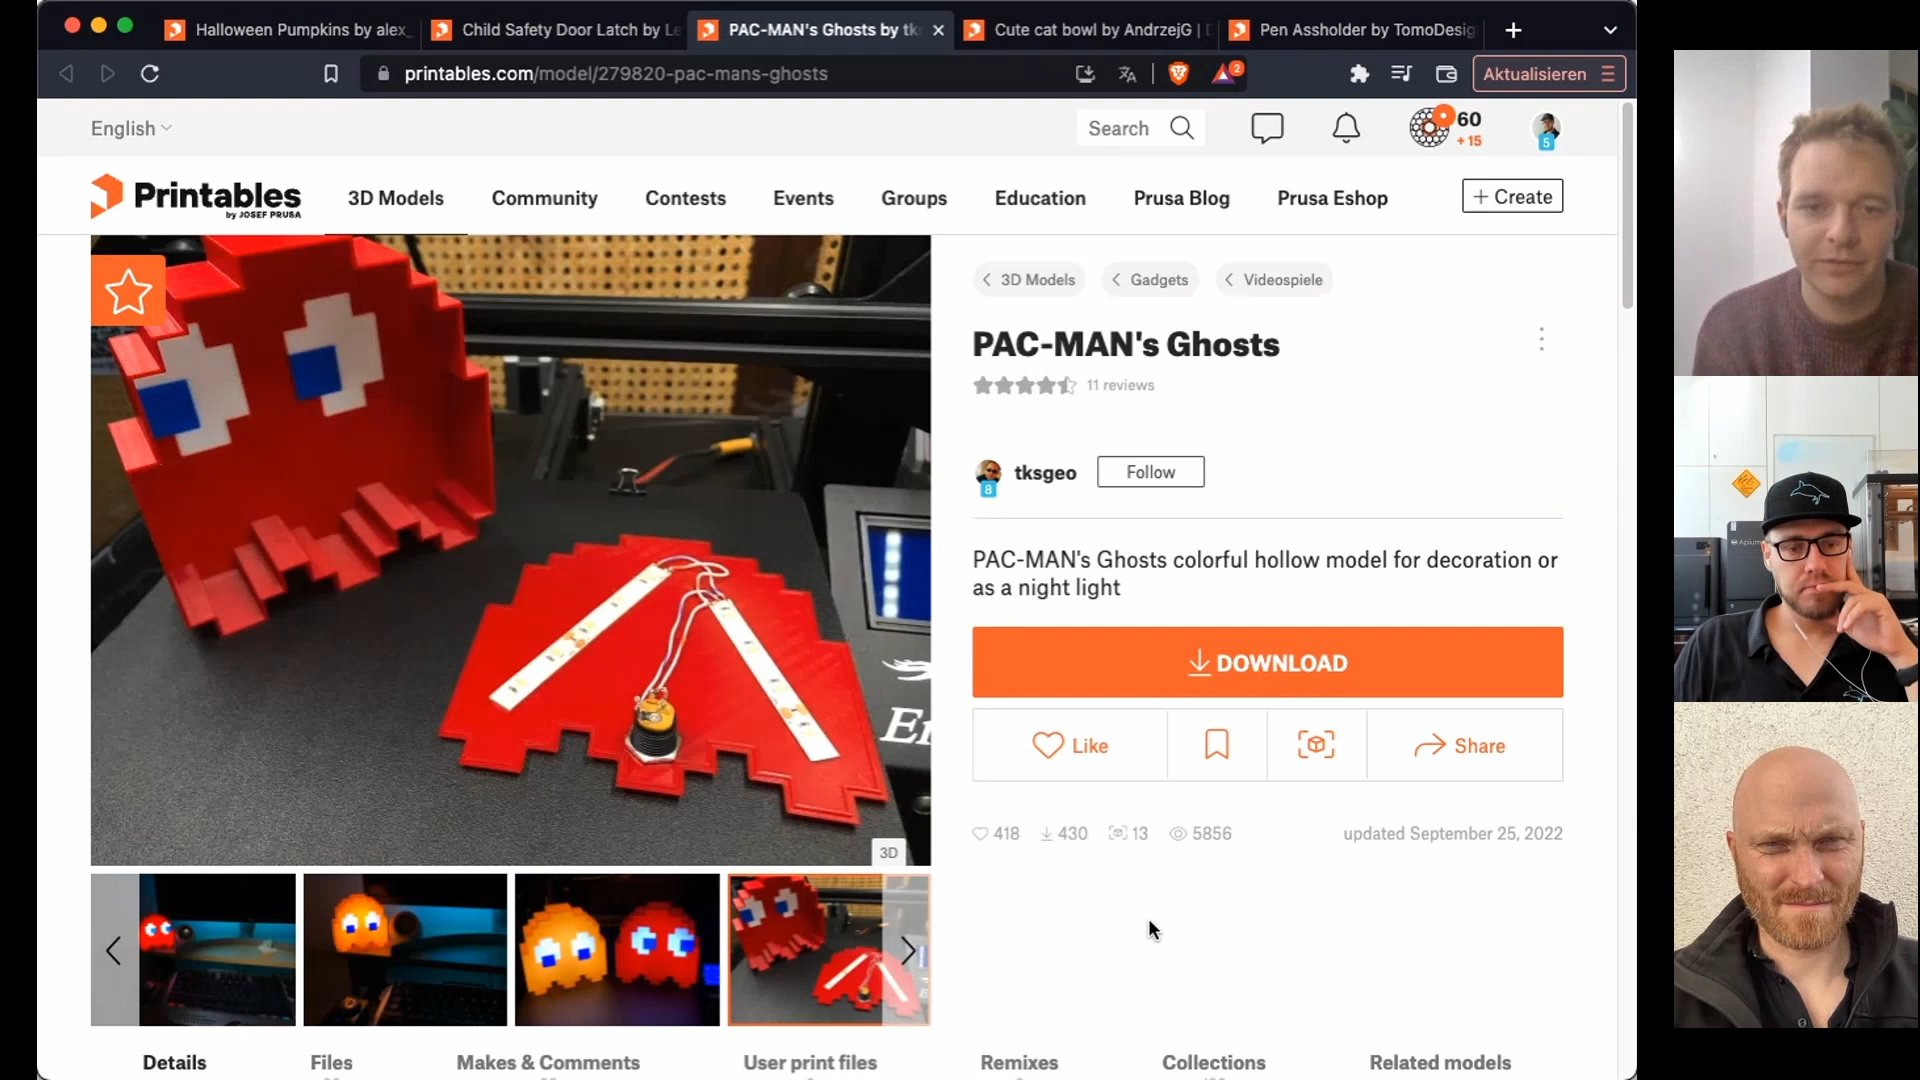 Halloween Pumpkins by alex_
Child Safety Door Latch by Le
PAC-MAN's Ghosts by tk
Cute cat bowl by AndrzejG |
Pen Assholder by TomoDesig
printables.com/model/279820-pac-mans-ghosts
2
Aktualisieren
English
Search
60
+15
5
Printables
by JOSEF PRUSA
3D Models
Community
Contests
Events
Groups
Education
Prusa Blog
Prusa Eshop
+ Create
3D Models
Gadgets
Videospiele
PAC-MAN's Ghosts
11 reviews
8
tksgeo
Follow
PAC-MAN's Ghosts colorful hollow model for decoration or
as a night light
DOWNLOAD
Like
Share
418
430
13
5856
updated September 25, 2022
3D
Details
Files
Makes & Comments
User print files
Remixes
Collections
Related models